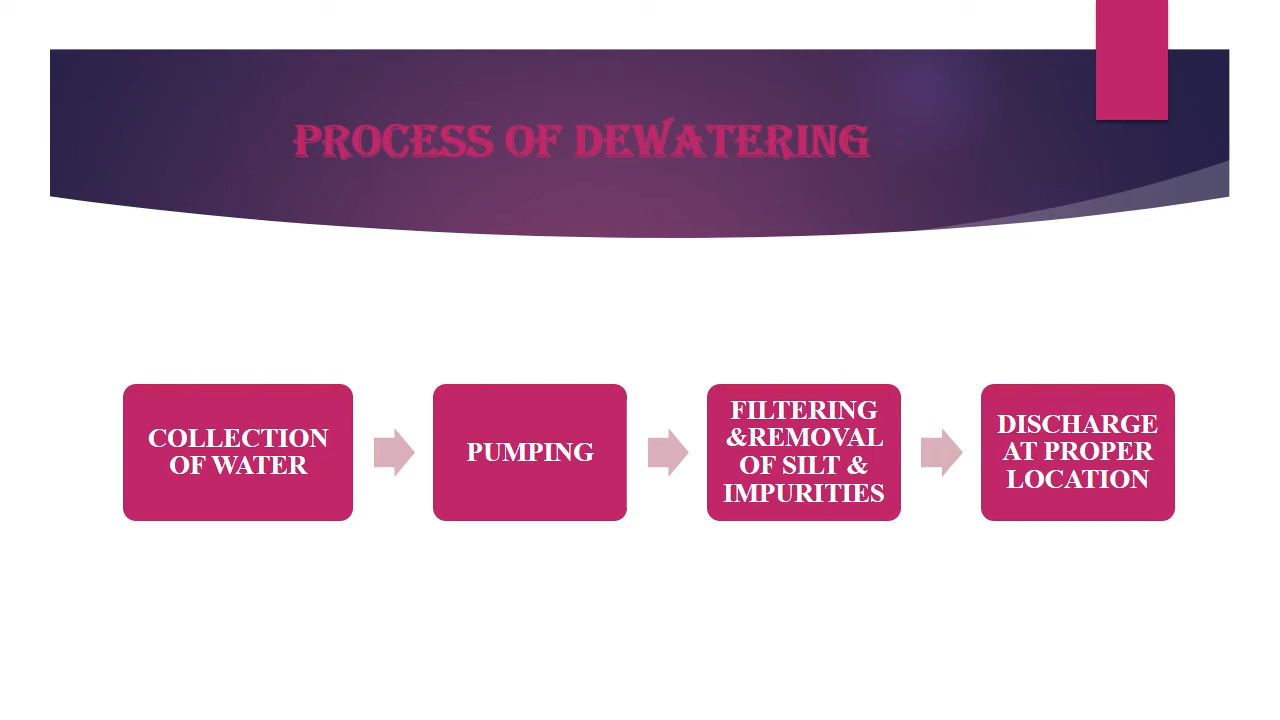 PROCESS OF DEWATERING
COLLECTION
OF WATER
PUMPING
FILTERING
&REMOVAL
OF SILT &
IMPURITIES
DISCHARGE
AT PROPER
LOCATION